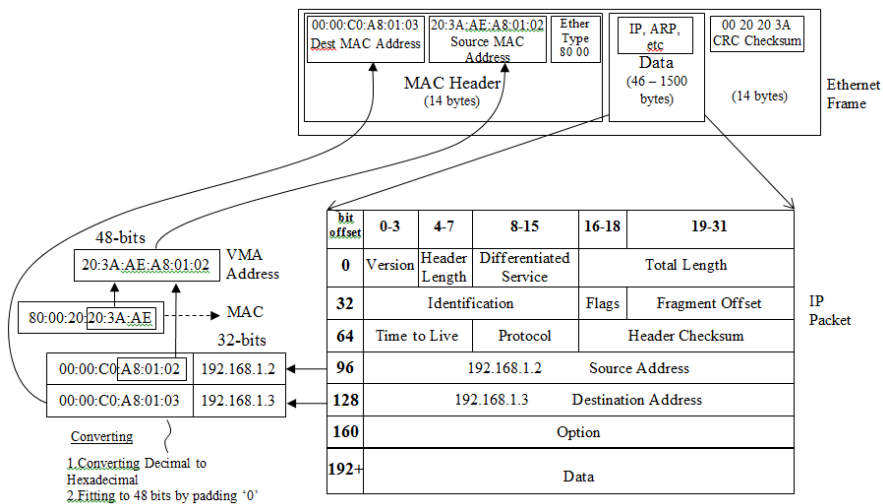 00:00:C0:A8:01:03
Dest MAC Address
20:3A:AE:A8:01:02
Source MAC
Address
Ether
Type
80 00
MAC Header
(14 bytes)
IP, ARP,
etc
Data
(46 – 1500
bytes)
00 20 20 3A
CRC Checksum
(14 bytes)
Ethernet
Frame
48-bits
20:3A:AE:A8:01:02
VMA
Address
80:00:20:20:3A:AE
MAC
32-bits
00:00:C0:A8:01:02 192.168.1.2
00:00:C0:A8:01:03 192.168.1.3
Converting
1.Converting Decimal to
Hexadecimal
2.Fitting to 48 bits by padding ‘0’
bit
offset 0-3 4-7 8-15 16-18 19-31
0 Version Header
Length Differentiated
Service Total Length
32 Identification Flags Fragment Offset
64 Time to Live Protocol Header Checksum
96 192.168.1.2 Source Address
128 192.168.1.3 Destination Address
160 Option
192+ Data
IP
Packet